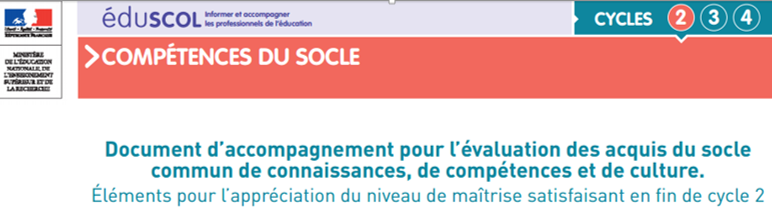 éduSCOL Informer et accompagner
les professionnels de l'éducation
CYCLES 2 3 4
Liberté • Égalité • Fraternité
RÉPUBLIQUE FRANÇAISE
MINISTÈRE
DE L'ÉDUCATION
NATIONALE, DE
L'ENSEIGNEMENT
SUPÉRIEUR ET DE
LA RECHERCHE
COMPÉTENCES DU SOCLE
Document d'accompagnement pour l'évaluation des acquis du socle
commun de connaissances, de compétences et de culture.
Éléments pour l'appréciation du niveau de maîtrise satisfaisant en fin de cycle 2